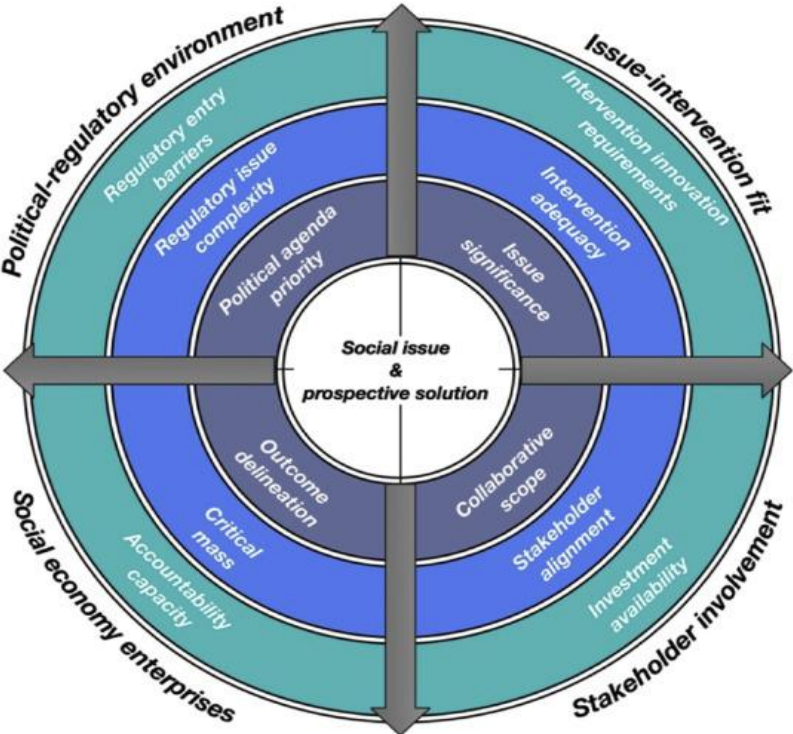 Political-regulatory environment
Regulatory entry
barriers
Regulatory issue
complexity
Political agenda
priority
Issue-intervention fit
Intervention innovation
requirements
Intervention
adequacy
Issue
significance
Social issue
&
prospective solution
Outcome
delineation
Critical
mass
Accountability
capacity
Social economy enterprises
Collaborative
scope
Stakeholder
alignment
Investment
availability
Stakeholder involvement